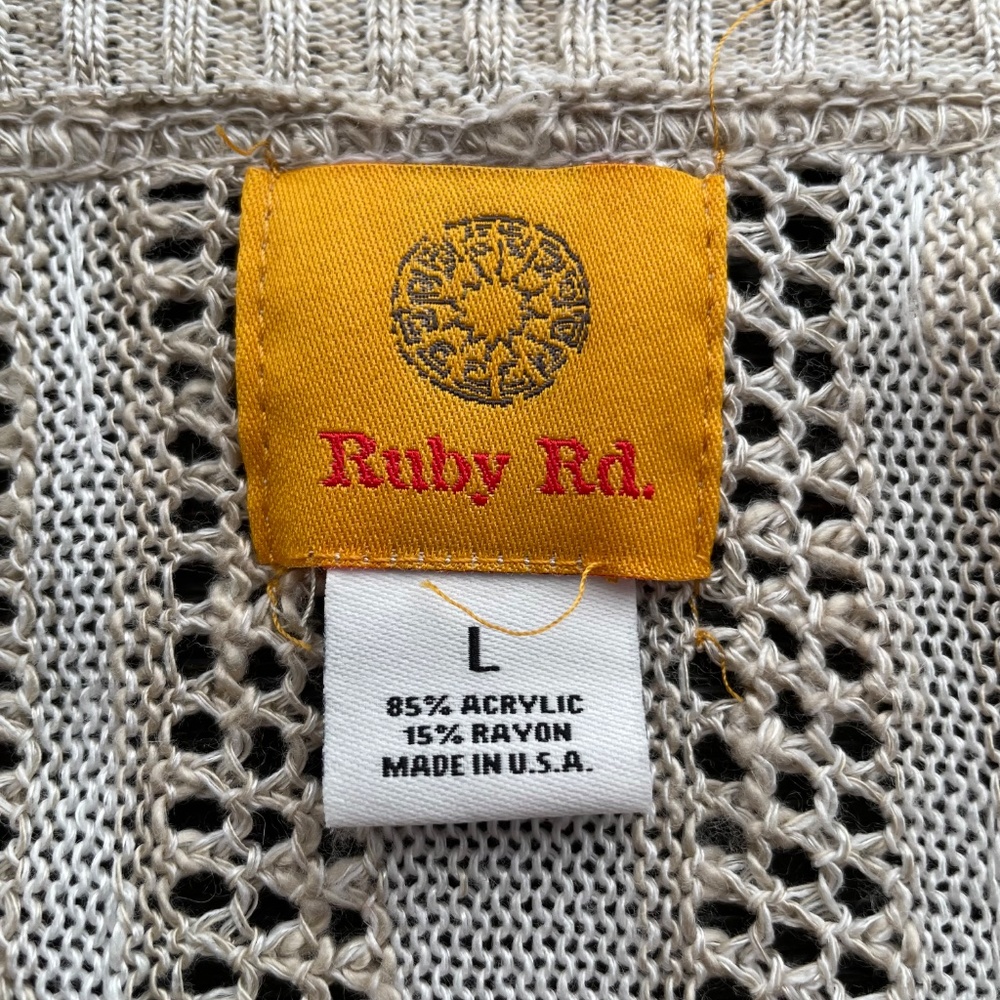 Ruby Rd.
L
85% ACRYLIC
15% RAYON
MADE IN U.S.A.